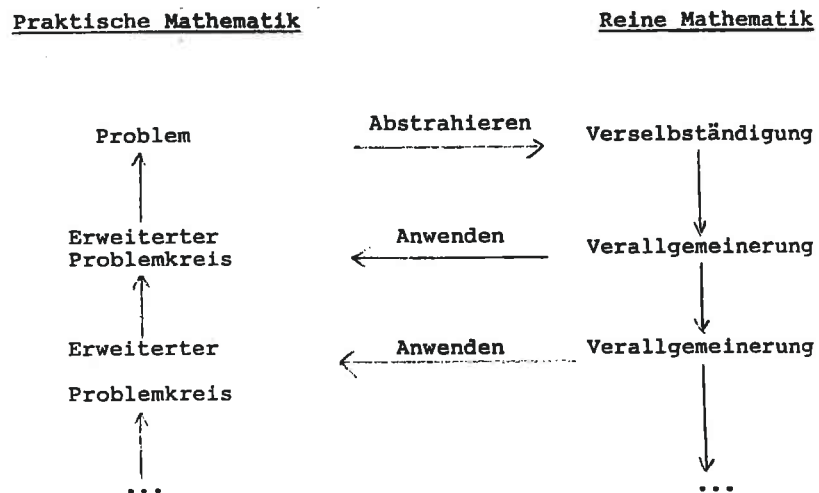 Praktische Mathematik Reine Mathematik
Problem Abstrahieren Verselbständigung
Erweiterter
Problemkreis Anwenden Verallgemeinerung
Erweiterter Anwenden Verallgemeinerung
Problemkreis
... ...